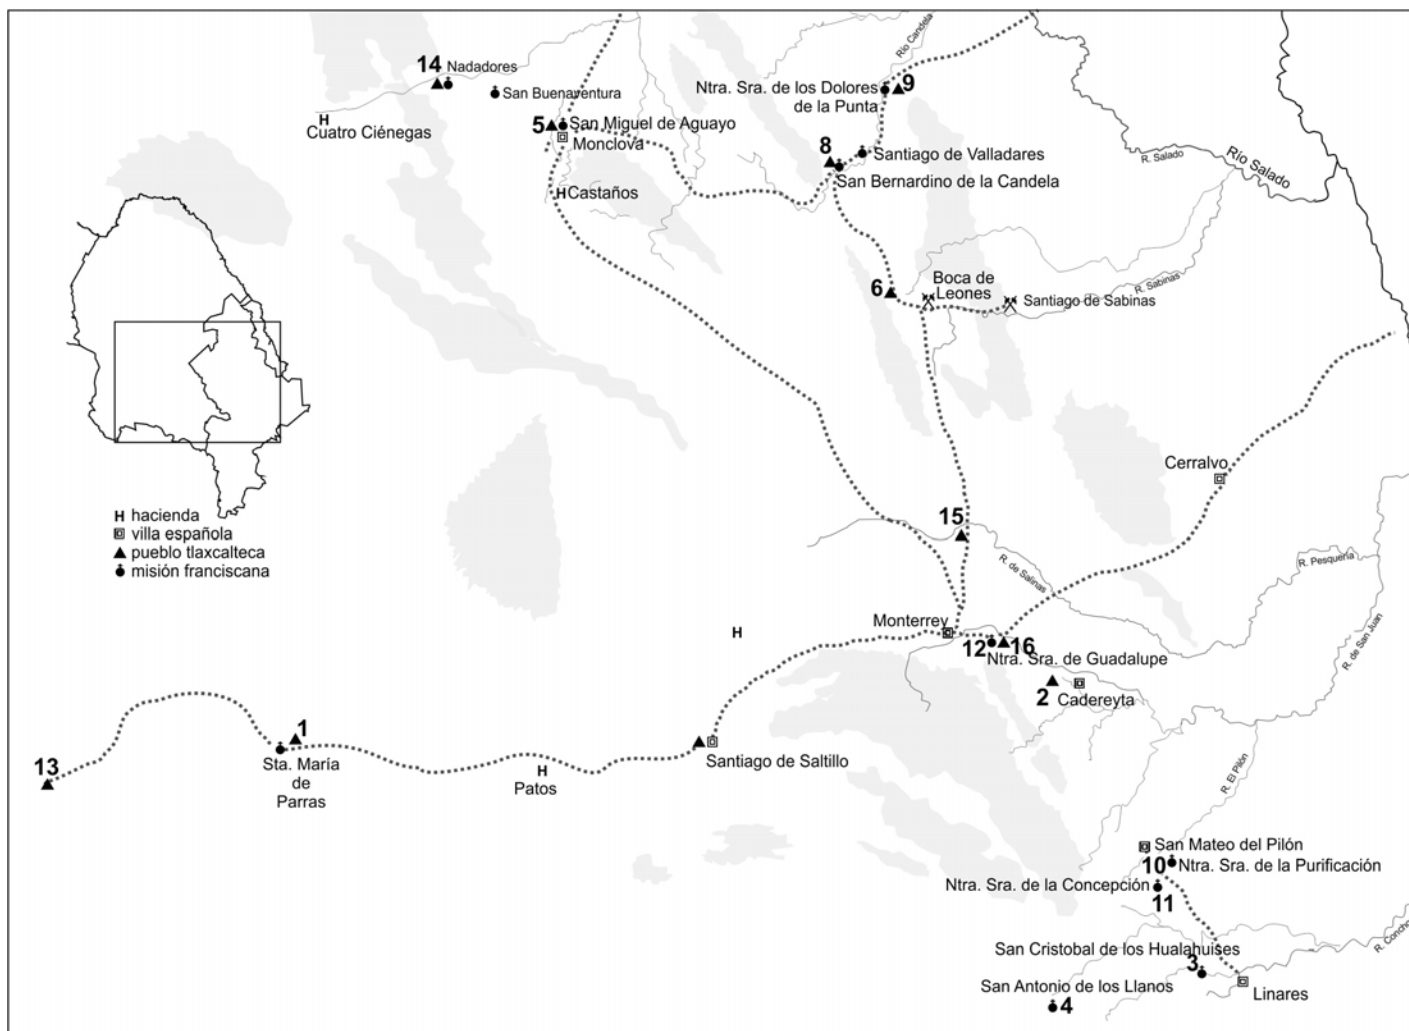 14
Nadadores
San Buenaventura
H
Cuatro Ciénegas
5
San Miguel de Aguayo
Monclova
H Castaños
Río Candela
Ntra. Sra. de los Dolores
de la Punta
9
8
Santiago de Valladares
San Bernardino de la Candela
R. Salado
Río Salado
6
Boca de
Leones
Santiago de Sabinas
R. Sabinas
H hacienda
villa española
pueblo tlaxcalteca
misión franciscana
Cerralvo
15
R. de Salinas
R. Pesquería
R. de San Juan
Monterrey
H
12
16
Ntra. Sra. de Guadalupe
2
Cadereyta
13
1
Sta. María
de
Parras
H
Patos
Santiago de Saltillo
R. El Pilón
San Mateo del Pilón
10
Ntra. Sra. de la Purificación
Ntra. Sra. de la Concepción
11
San Cristobal de los Hualahuises
3
R. Concho
San Antonio de los Llanos
4
Linares